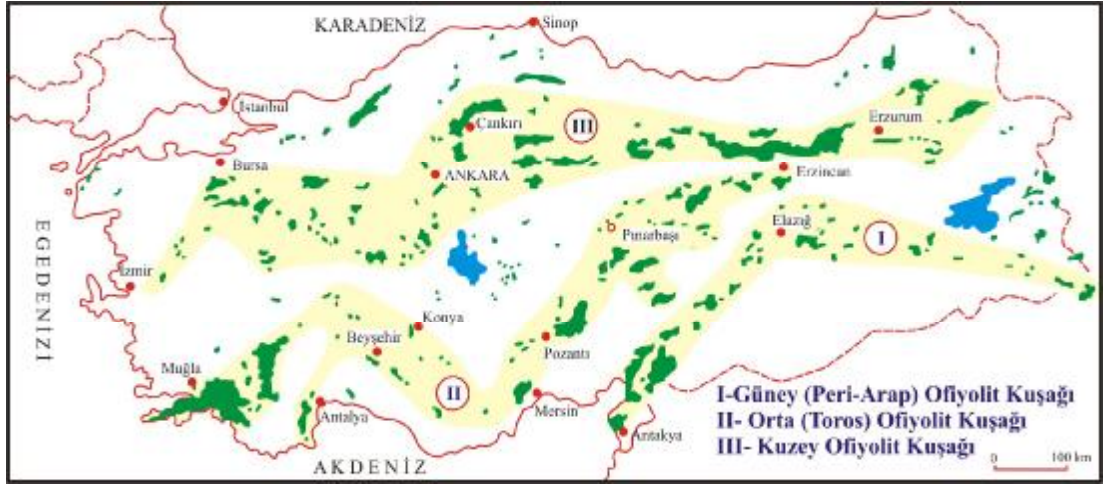 KARADENİZ
Sinop
İstanbul
Çankırı
III
Erzurum
Bursa
ANKARA
Erzincan
Elazığ
I
Pınarbaşı
EGEDENİZİ
İzmir
Konya
Beyşehir
Pozantı
Muğla
II
Antalya
Mersin
Antakya
AKDENİZ
I-Güney (Peri-Arap) Ofiyolit Kuşağı
II- Orta (Toros) Ofiyolit Kuşağı
III- Kuzey Ofiyolit Kuşağı
0 100 km